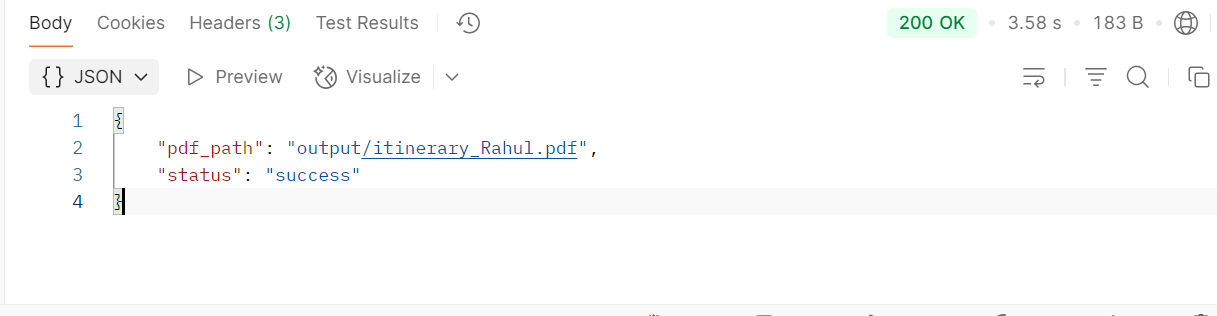 Body Cookies Headers (3) Test Results 200 OK • 3.58 s • 183 B •
{} JSON Preview Visualize
1 {
2 "pdf_path": "output/itinerary_Rahul.pdf",
3 "status": "success"
4 }